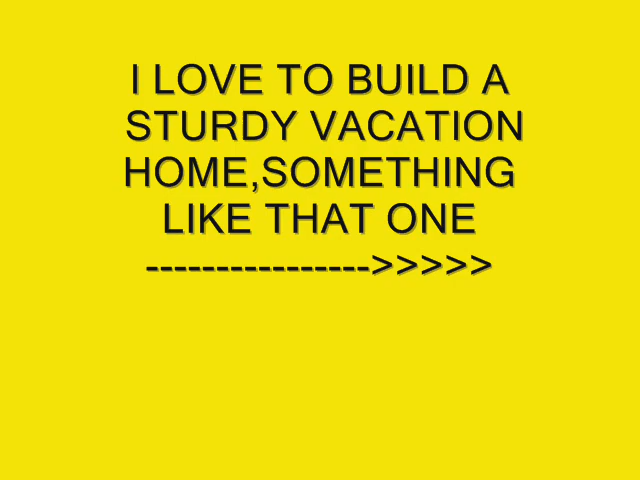 I LOVE TO BUILD A
STURDY VACATION
HOME,SOMETHING
LIKE THAT ONE
---------------->>>>>